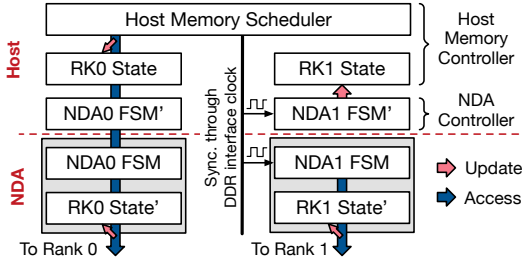 Host Memory Scheduler
Host
Memory
Controller
Host
RK0 State
RK1 State
NDA0 FSM’
NDA1 FSM’
NDA
Controller
Sync. through
DDR interface clock
NDA
NDA0 FSM
NDA1 FSM
Update
RK0 State’
RK1 State’
Access
To Rank 0
To Rank 1